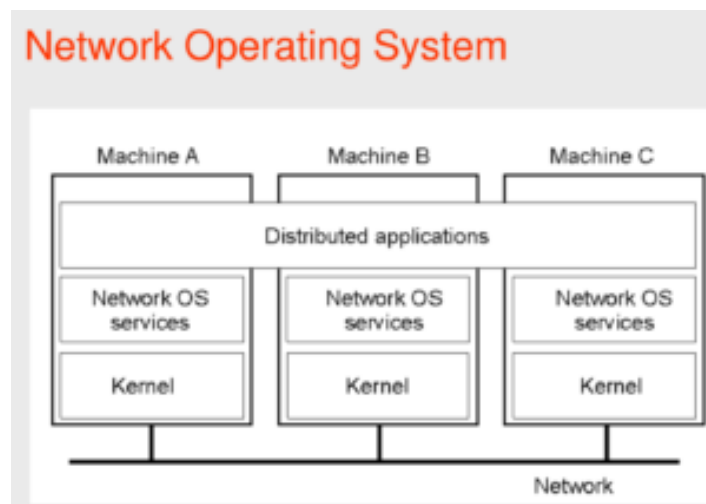 Network Operating System
Machine A
Machine B
Machine C
Distributed applications
Network OS
services
Network OS
services
Network OS
services
Kernel
Kernel
Kernel
Network